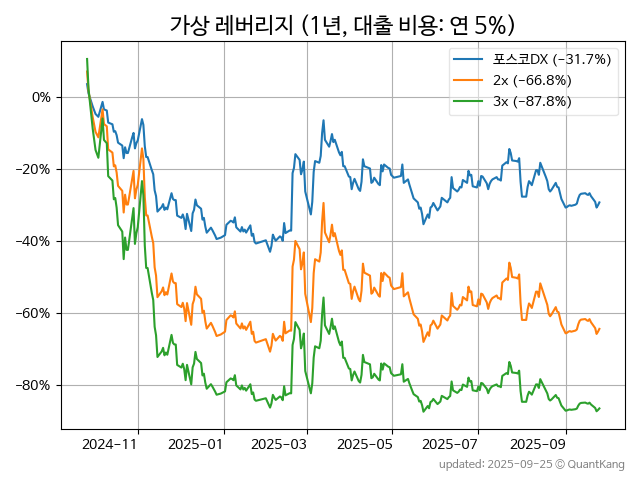 가상 레버리지 (1년, 대출 비용: 연 5%)
포스코DX (−31.7%)
2x (−66.8%)
3x (−87.8%)
0%
−20%
−40%
−60%
−80%
2024-11 2025-01 2025-03 2025-05 2025-07 2025-09
updated: 2025-09-25 © QuantKang